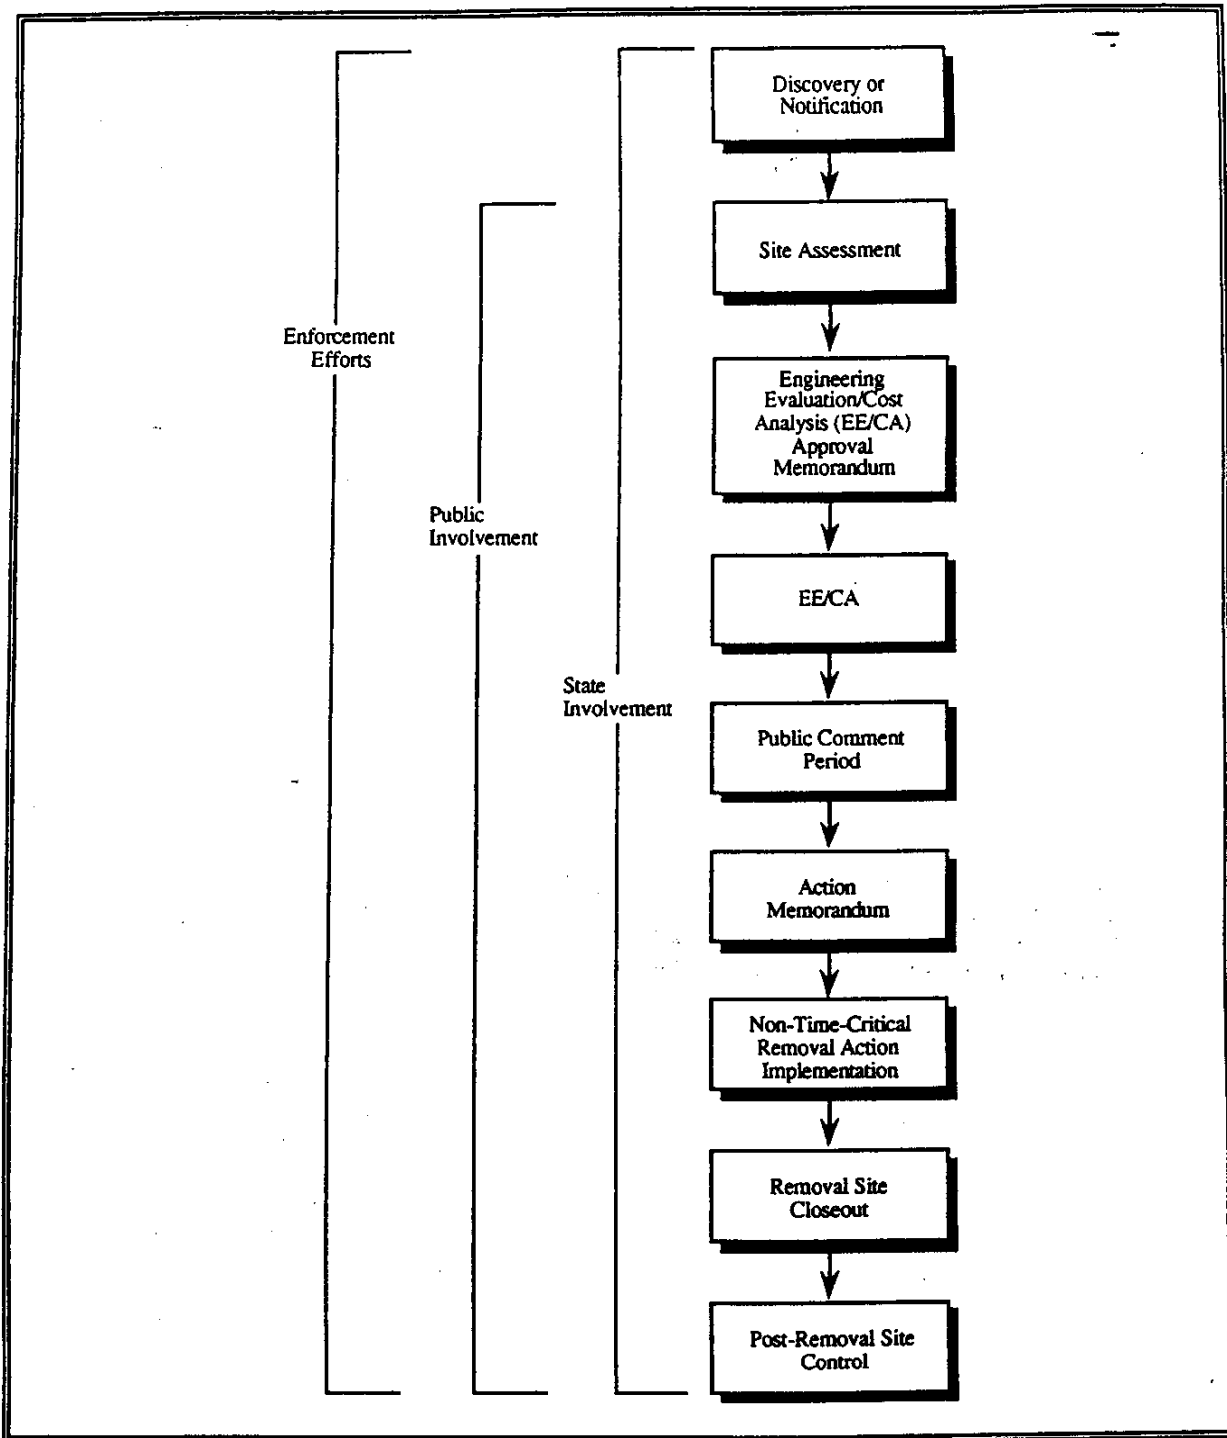 Discovery or
Notification
Site Assessment
Enforcement
Efforts
Engineering
Evaluation/Cost
Analysis (EE/CA)
Approval
Memorandum
Public
Involvement
EE/CA
State
Involvement
Public Comment
Period
Action
Memorandum
Non-Time-Critical
Removal Action
Implementation
Removal Site
Closeout
Post-Removal Site
Control